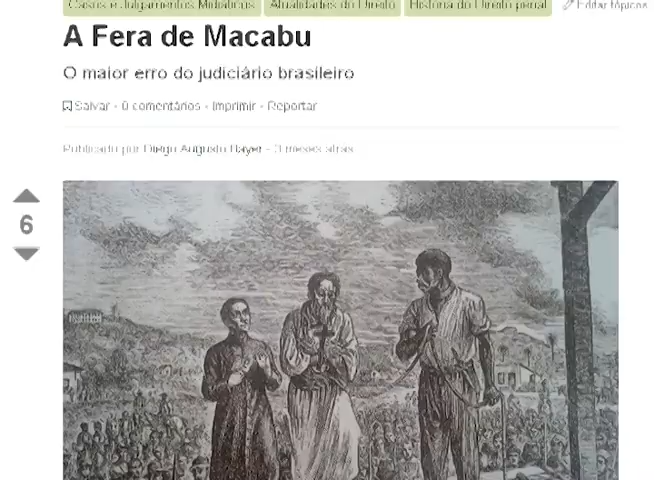 Casos e Julgamentos Midiáticos Atualidades do Direito História do Direito penal Editar tópicos
A Fera de Macabu
O maior erro do judiciário brasileiro
Salvar - 0 comentários - Imprimir - Reportar
Publicado por Diego Augusto Bayer - 3 meses atrás
6